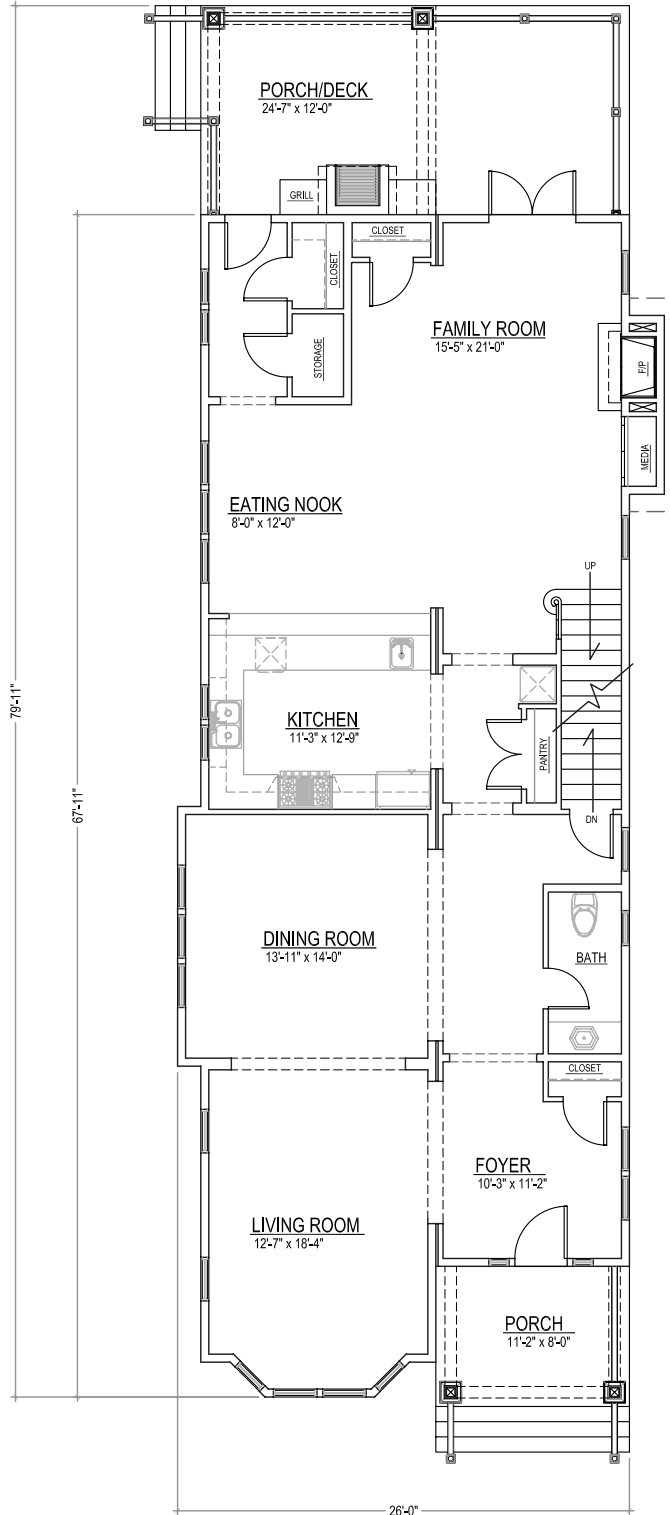 PORCH/DECK
24'-7" x 12'-0"
GRILL
CLOSET
CLOSET
STORAGE
FAMILY ROOM
15'-5" x 21'-0"
F/P
MEDIA
EATING NOOK
8'-0" x 12'-0"
UP
KITCHEN
11'-3" x 12'-9"
PANTRY
DN
79'-11"
67'-11"
DINING ROOM
13'-11" x 14'-0"
BATH
CLOSET
FOYER
10'-3" x 11'-2"
LIVING ROOM
12'-7" x 18'-4"
PORCH
11'-2" x 8'-0"
26'-0"